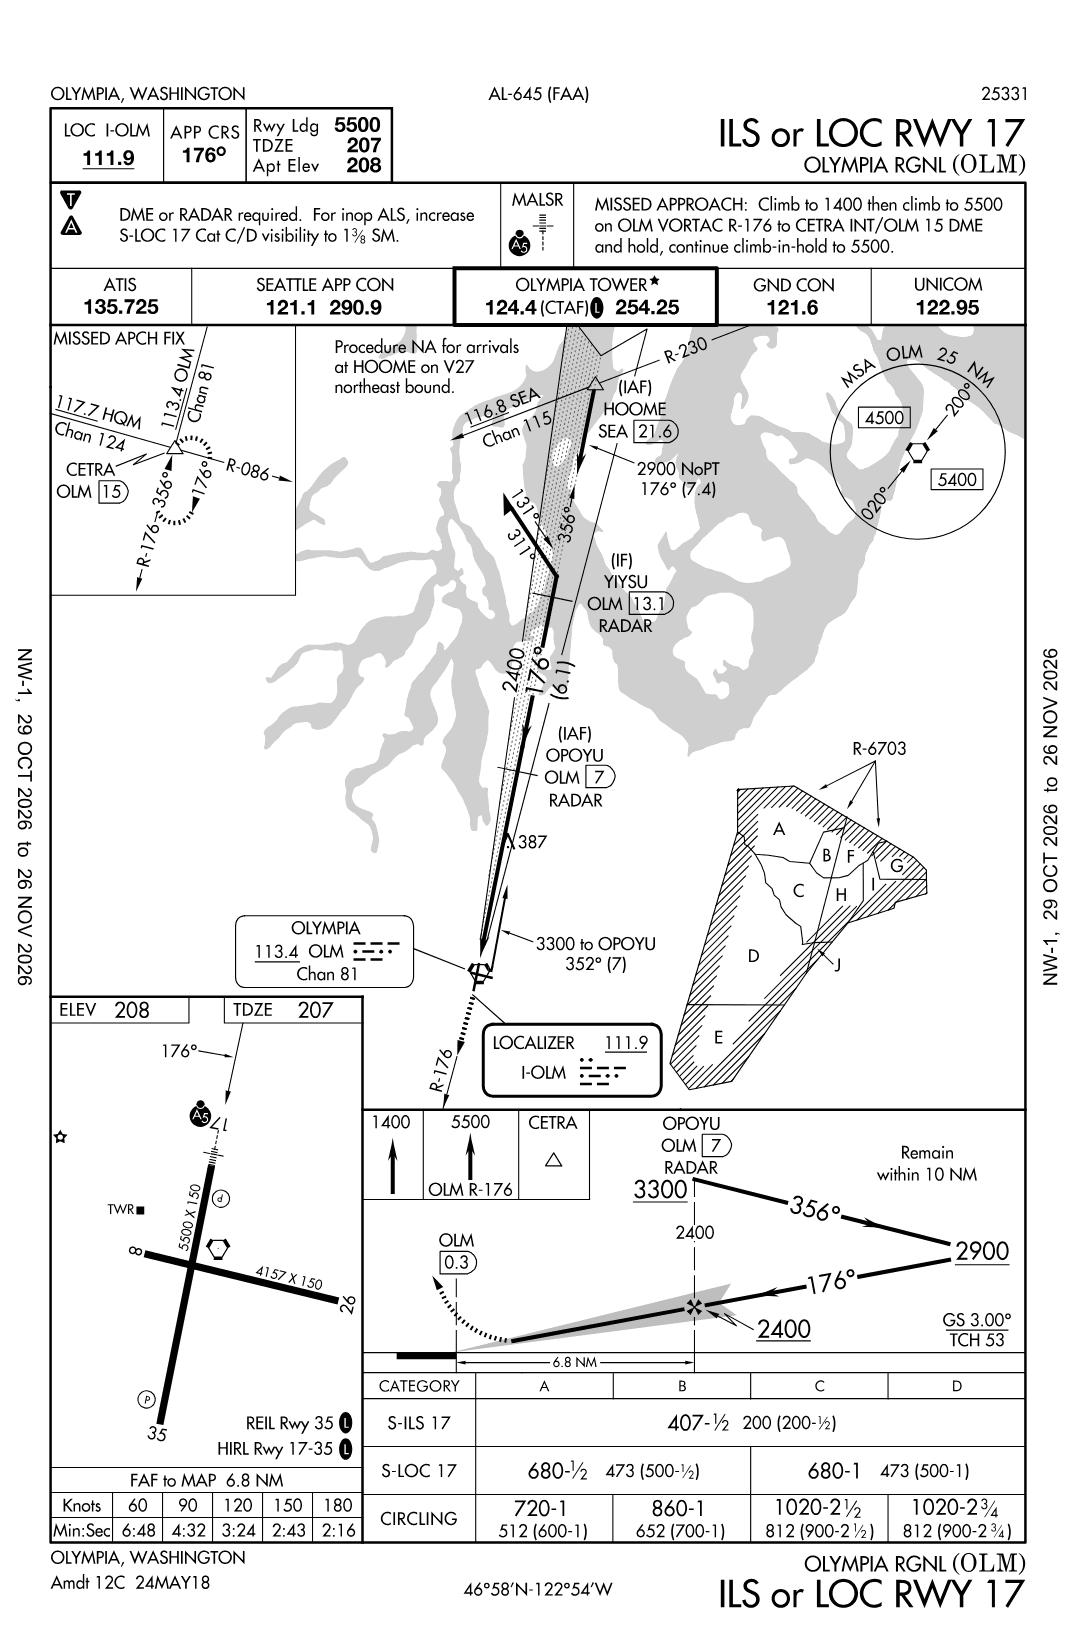 OLYMPIA, WASHINGTON
AL-645 (FAA)
25331
LOC I-OLM
111.9
APP CRS
176°
Rwy Ldg 5500
TDZE 207
Apt Elev 208
ILS or LOC RWY 17
OLYMPIA RGNL (OLM)
T
A
DME or RADAR required. For inop ALS, increase
S-LOC 17 Cat C/D visibility to 1⅜ SM.
MALSR
A5
MISSED APPROACH: Climb to 1400 then climb to 5500
on OLM VORTAC R-176 to CETRA INT/OLM 15 DME
and hold, continue climb-in-hold to 5500.
ATIS
135.725
SEATTLE APP CON
121.1 290.9
OLYMPIA TOWER★
124.4 (CTAF) L 254.25
GND CON
121.6
UNICOM
122.95
MISSED APCH FIX
113.4 OLM
Chan 81
117.7 HQM
Chan 124
CETRA
OLM 15
R-086
356°
176°
R-176
Procedure NA for arrivals
at HOOME on V27
northeast bound.
R-230
116.8 SEA
Chan 115
(IAF)
HOOME
SEA 21.6
2900 NoPT
176° (7.4)
MSA OLM 25 NM
4500
200°
5400
020°
131°
311°
356°
(IF)
YIYSU
OLM 13.1
RADAR
2400
176°
(6.1)
(IAF)
OPOYU
OLM 7
RADAR
387
R-6703
A
B
F
G
C
H
I
D
J
E
OLYMPIA
113.4 OLM
Chan 81
3300 to OPOYU
352° (7)
LOCALIZER 111.9
I-OLM
R-176
ELEV 208
TDZE 207
176°
A5
17
TWR
5500 X 150
P
8
4157 X 150
26
P
35
REIL Rwy 35 L
HIRL Rwy 17-35 L
FAF to MAP 6.8 NM
Knots 60 90 120 150 180
Min:Sec 6:48 4:32 3:24 2:43 2:16
1400
5500
OLM R-176
CETRA
OPOYU
OLM 7
RADAR
3300
Remain
within 10 NM
356°
2400
2900
OLM
0.3
176°
2400
GS 3.00°
TCH 53
6.8 NM
CATEGORY A B C D
S-ILS 17 407-½ 200 (200-½)
S-LOC 17 680-½ 473 (500-½) 680-1 473 (500-1)
CIRCLING
720-1
512 (600-1)
860-1
652 (700-1)
1020-2½
812 (900-2½)
1020-2¾
812 (900-2¾)
OLYMPIA, WASHINGTON
Amdt 12C 24MAY18
46°58'N-122°54'W
OLYMPIA RGNL (OLM)
ILS or LOC RWY 17
NW-1, 29 OCT 2026 to 26 NOV 2026
NW-1, 29 OCT 2026 to 26 NOV 2026